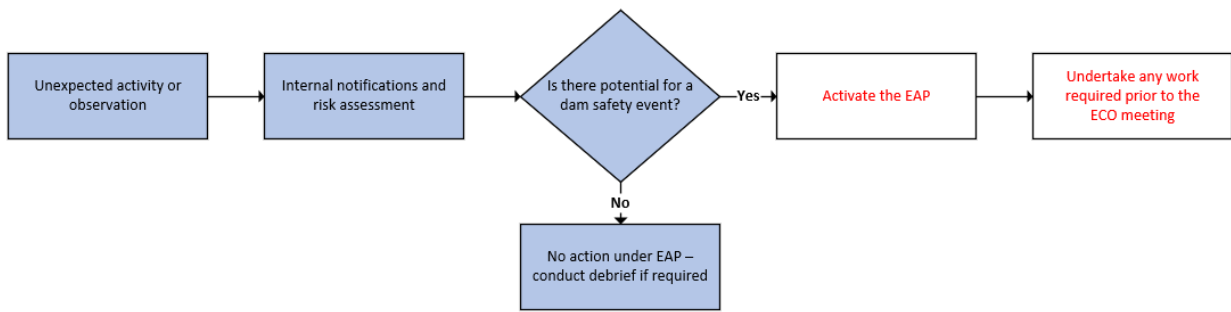 Unexpected activity or
observation
Internal notifications and
risk assessment
Is there potential for a
dam safety event?
Yes
Activate the EAP
Undertake any work
required prior to the
ECO meeting
No
No action under EAP –
conduct debrief if required